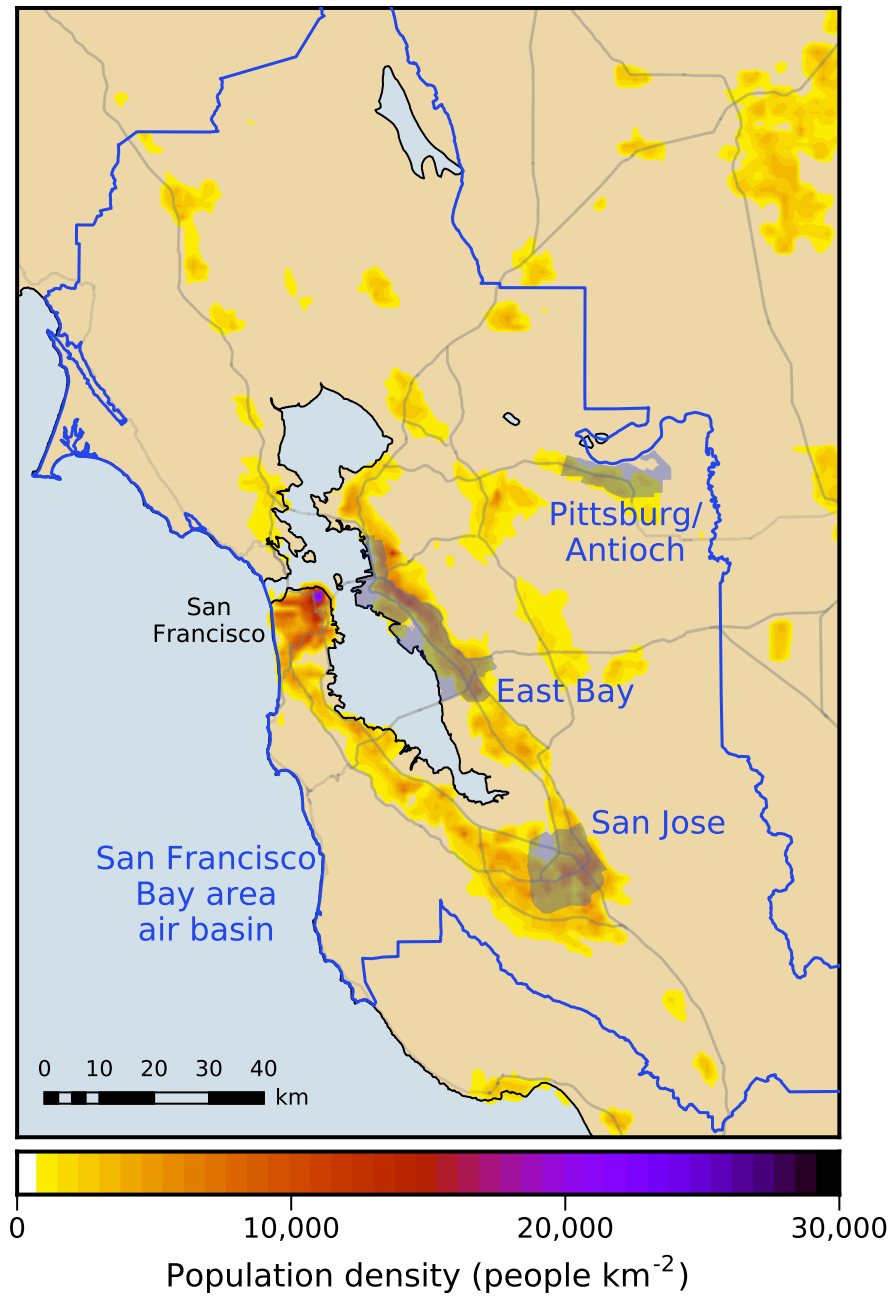 Pittsburg/
Antioch
San
Francisco
East Bay
San Jose
San Francisco
Bay area
air basin
0 10 20 30 40
km
0 10,000 20,000 30,000
Population density (people km⁻²)